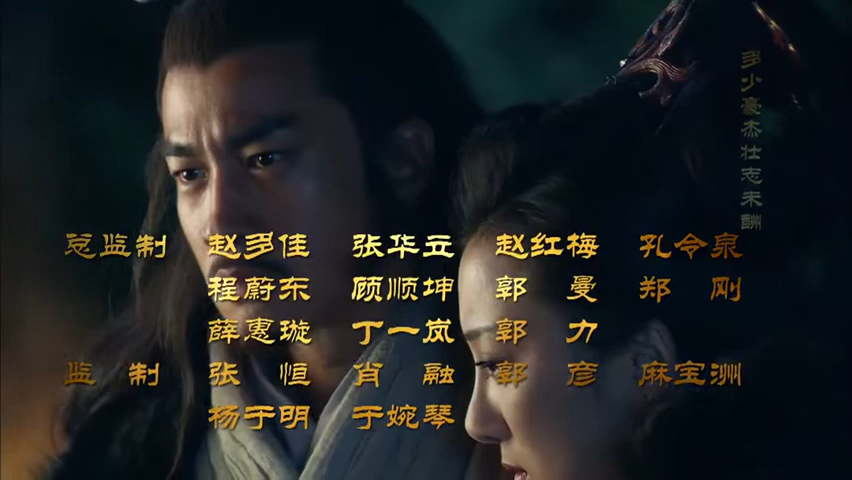 多少豪杰壮志未酬
总监制 赵多佳 张华立 赵红梅 孔令泉
程蔚东 顾顺坤 郭曼 郑刚
薛惠璇 丁一岚 郭力
监制 张恒 肖融 郭彦 麻宝洲
杨于明 于婉琴